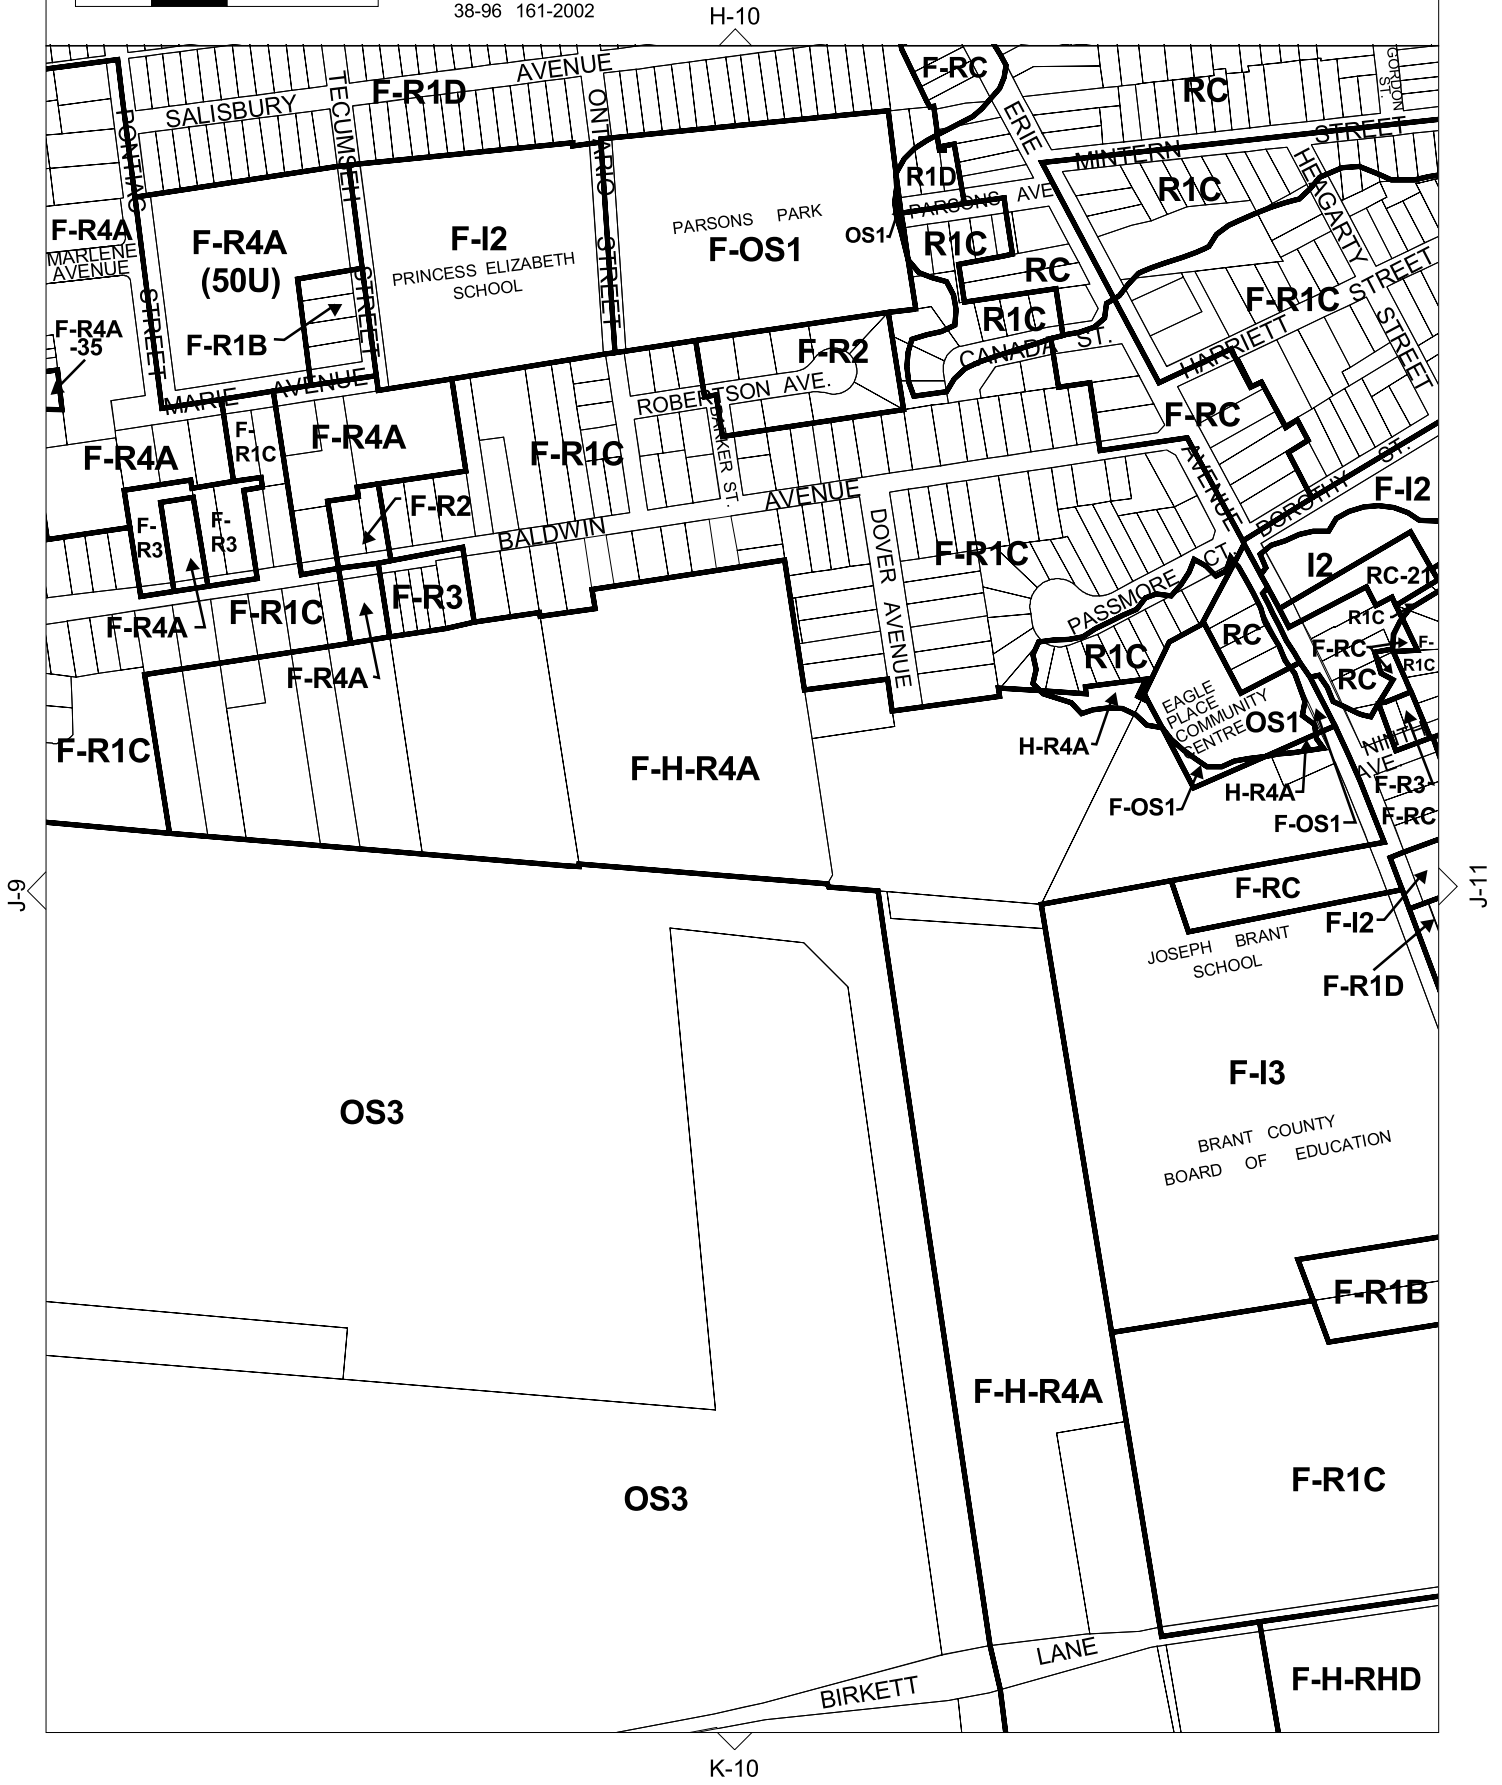 38-96 161-2002
H-10
F-RC
AVENUE
F-R1D
SALISBURY
TECUMSEH
ONTARIO
RC
GORDON
ST.
ERIE
STREET
MINTERN
PONTIAC
R1D
PARSONS AVE
R1C
HEAGARTY
F-R4A
MARLENE
AVENUE
F-R4A
(50U)
F-I2
PRINCESS ELIZABETH
SCHOOL
PARSONS PARK
F-OS1
OS1
R1C
RC
STREET
STREET
STREET
F-R1C
STREET
R1C
F-R4A
-35
F-R1B
F-R2
CANADA ST.
HARRIETT
STREET
MARIE AVENUE
ROBERTSON AVE.
BARKER ST.
F-RC
F-R4A
F-
R1C
F-R4A
F-R1C
AVENUE
ST.
DOROTHY
F-I2
F-R2
AVENUE
BALDWIN
F-
R3
F-
R3
DOVER AVENUE
F-R1C
PASSMORE CT.
I2
RC-21
F-R4A
F-R1C
F-R3
R1C
F-RC
F-
R1C
RC
R1C
F-R4A
RC
EAGLE
PLACE
COMMUNITY
CENTRE
OS1
F-R1C
H-R4A
NINTH
AVE.
F-H-R4A
F-OS1
H-R4A
F-R3
F-OS1
F-RC
J-9
F-RC
J-11
F-I2
JOSEPH BRANT
SCHOOL
F-R1D
F-I3
OS3
BRANT COUNTY
BOARD OF EDUCATION
F-R1B
F-H-R4A
F-R1C
OS3
LANE
BIRKETT
F-H-RHD
K-10